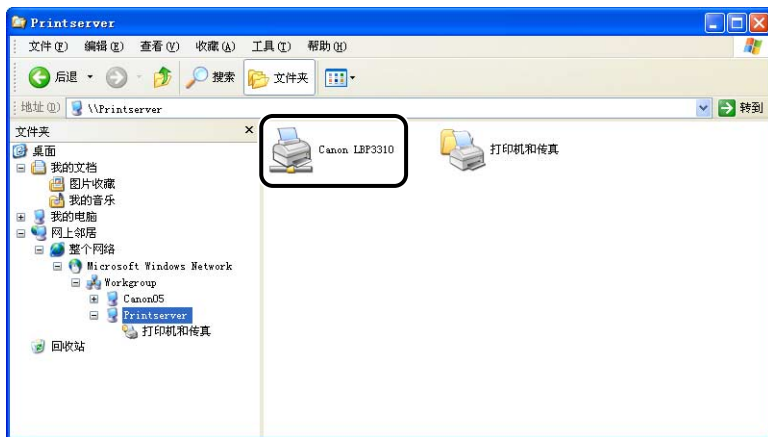 Printserver
文件(F) 编辑(E) 查看(V) 收藏(A) 工具(T) 帮助(H)
后退 搜索 文件夹
地址(D) \\Printserver 转到
文件夹
桌面
我的文档
图片收藏
我的音乐
我的电脑
网上邻居
整个网络
Microsoft Windows Network
Workgroup
Canon05
Printserver
打印机和传真
回收站
Canon LBP3310
打印机和传真